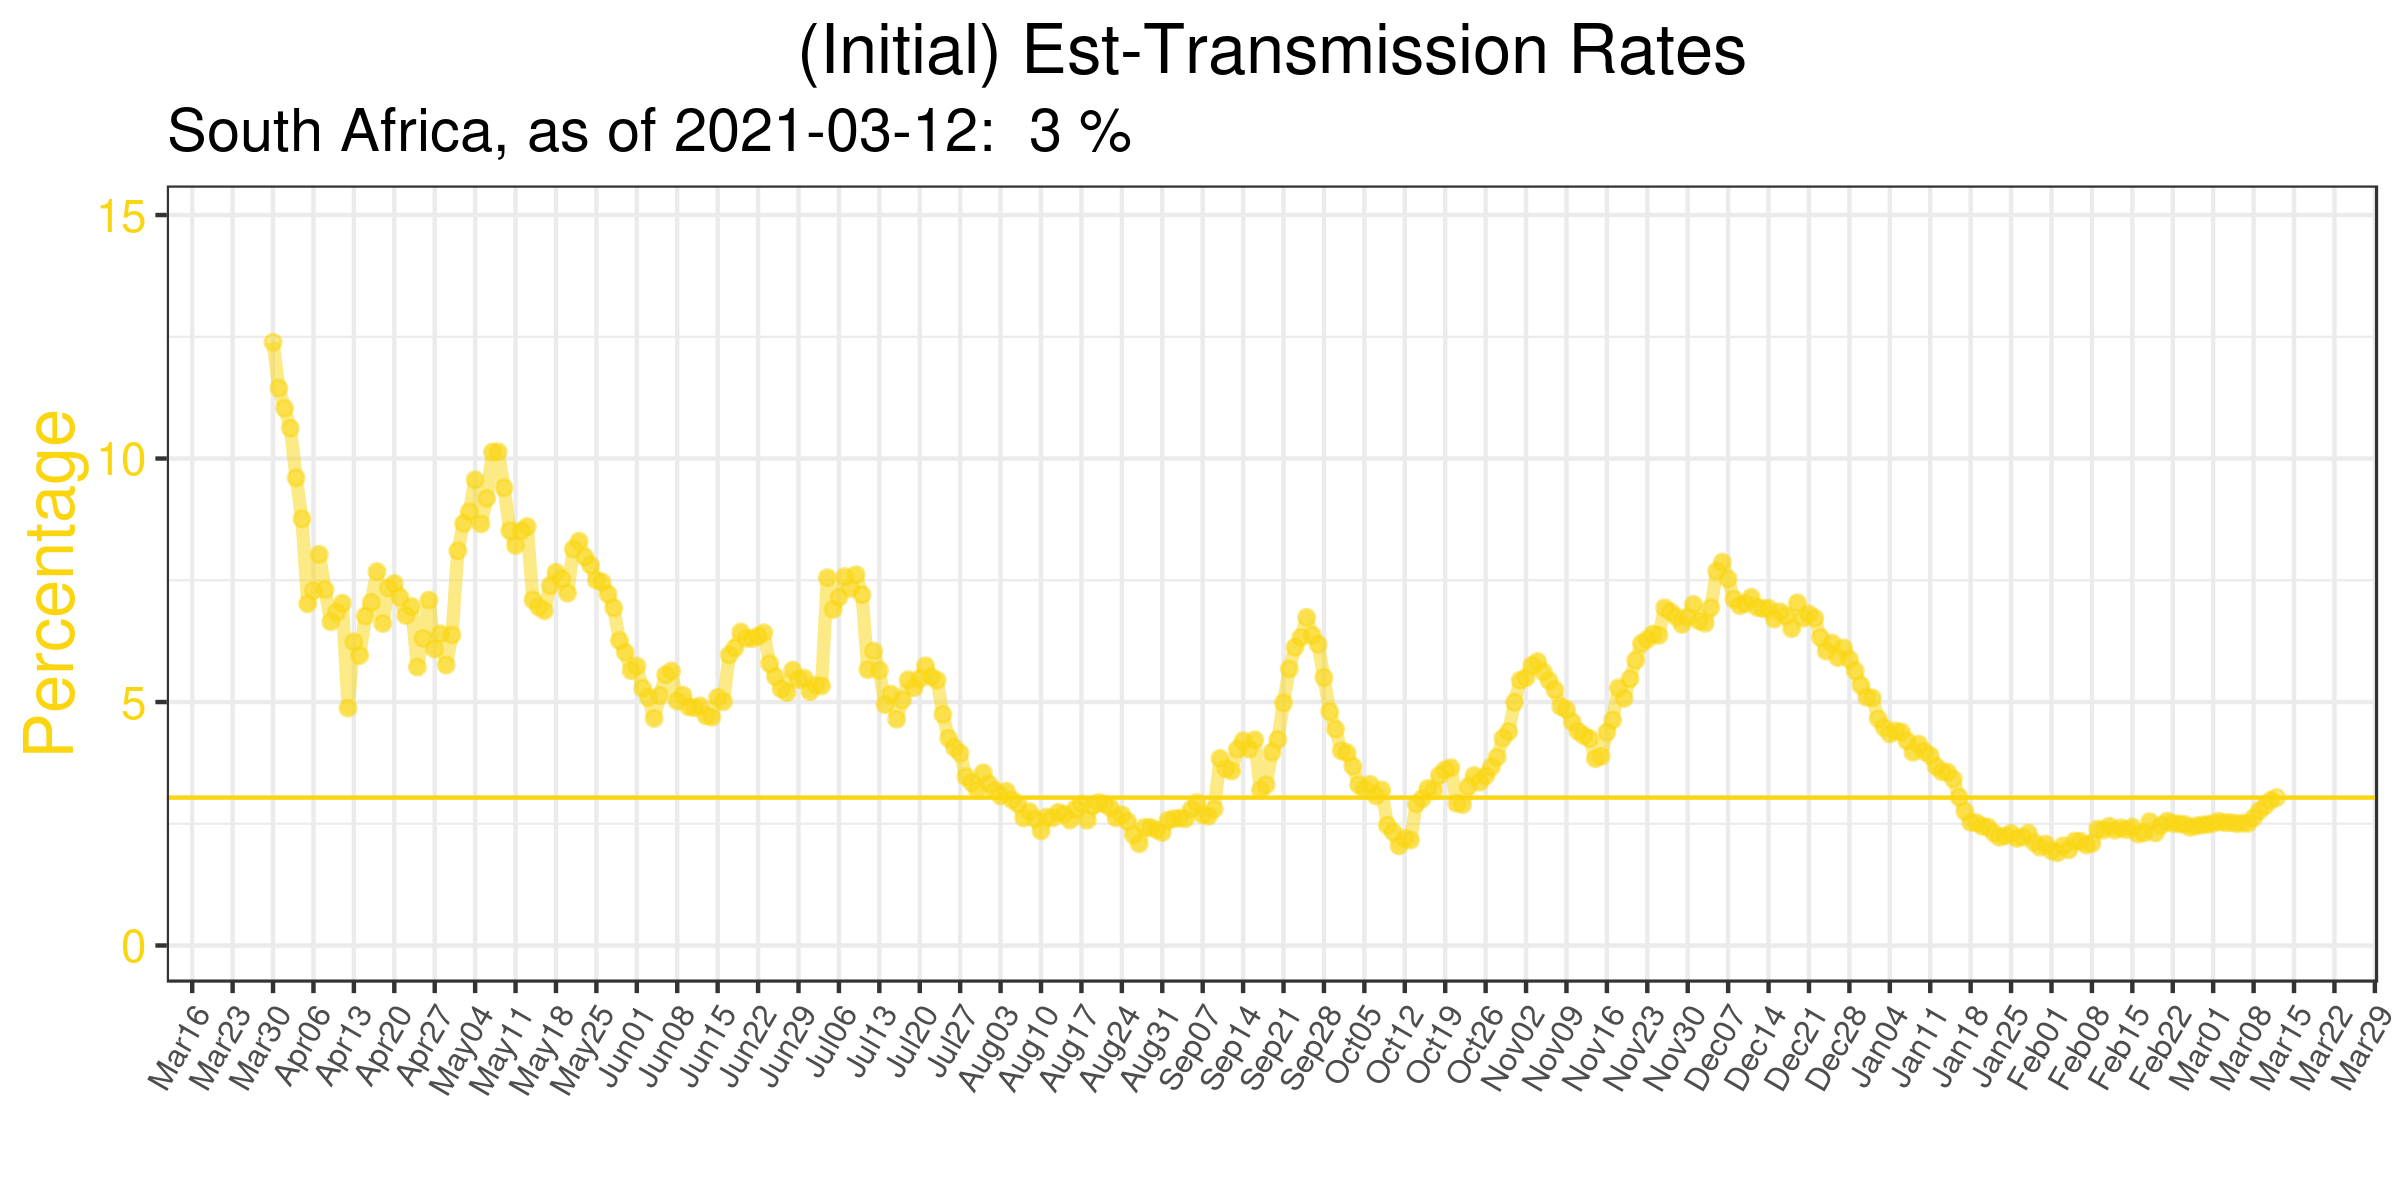 (Initial) Est-Transmission Rates
South Africa, as of 2021-03-12:  3 %
Percentage
15
10
5
0
Mar16
Mar23
Mar30
Apr06
Apr13
Apr20
Apr27
May04
May11
May18
May25
Jun01
Jun08
Jun15
Jun22
Jun29
Jul06
Jul13
Jul20
Jul27
Aug03
Aug10
Aug17
Aug24
Aug31
Sep07
Sep14
Sep21
Sep28
Oct05
Oct12
Oct19
Oct26
Nov02
Nov09
Nov16
Nov23
Nov30
Dec07
Dec14
Dec21
Dec28
Jan04
Jan11
Jan18
Jan25
Feb01
Feb08
Feb15
Feb22
Mar01
Mar08
Mar15
Mar22
Mar29